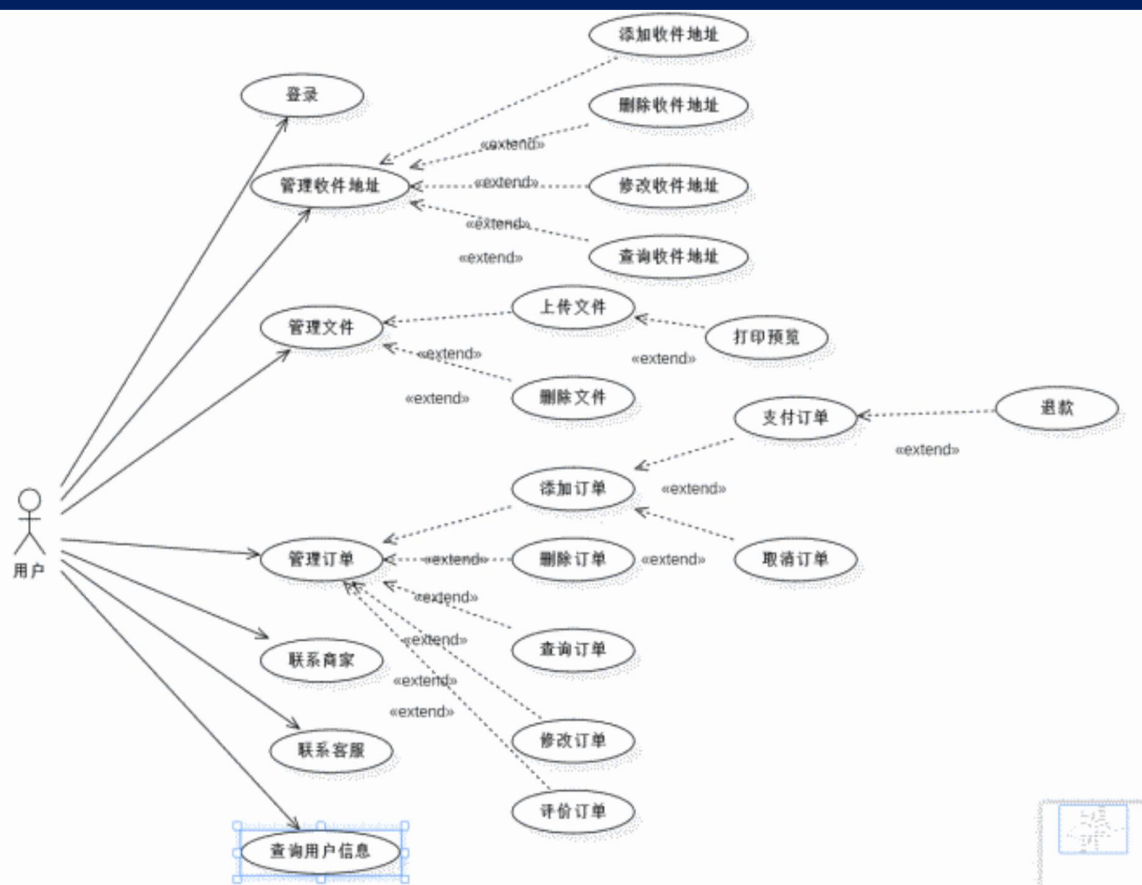 添加收件地址
登录
删除收件地址
«extend»
管理收件地址
«extend»
修改收件地址
«extend»
«extend»
查询收件地址
上传文件
管理文件
打印预览
«extend»
«extend»
«extend»
删除文件
支付订单
退款
«extend»
添加订单
«extend»
用户
管理订单
«extend»
删除订单
«extend»
取消订单
«extend»
«extend»
查询订单
联系商家
«extend»
«extend»
修改订单
联系客服
评价订单
查询用户信息